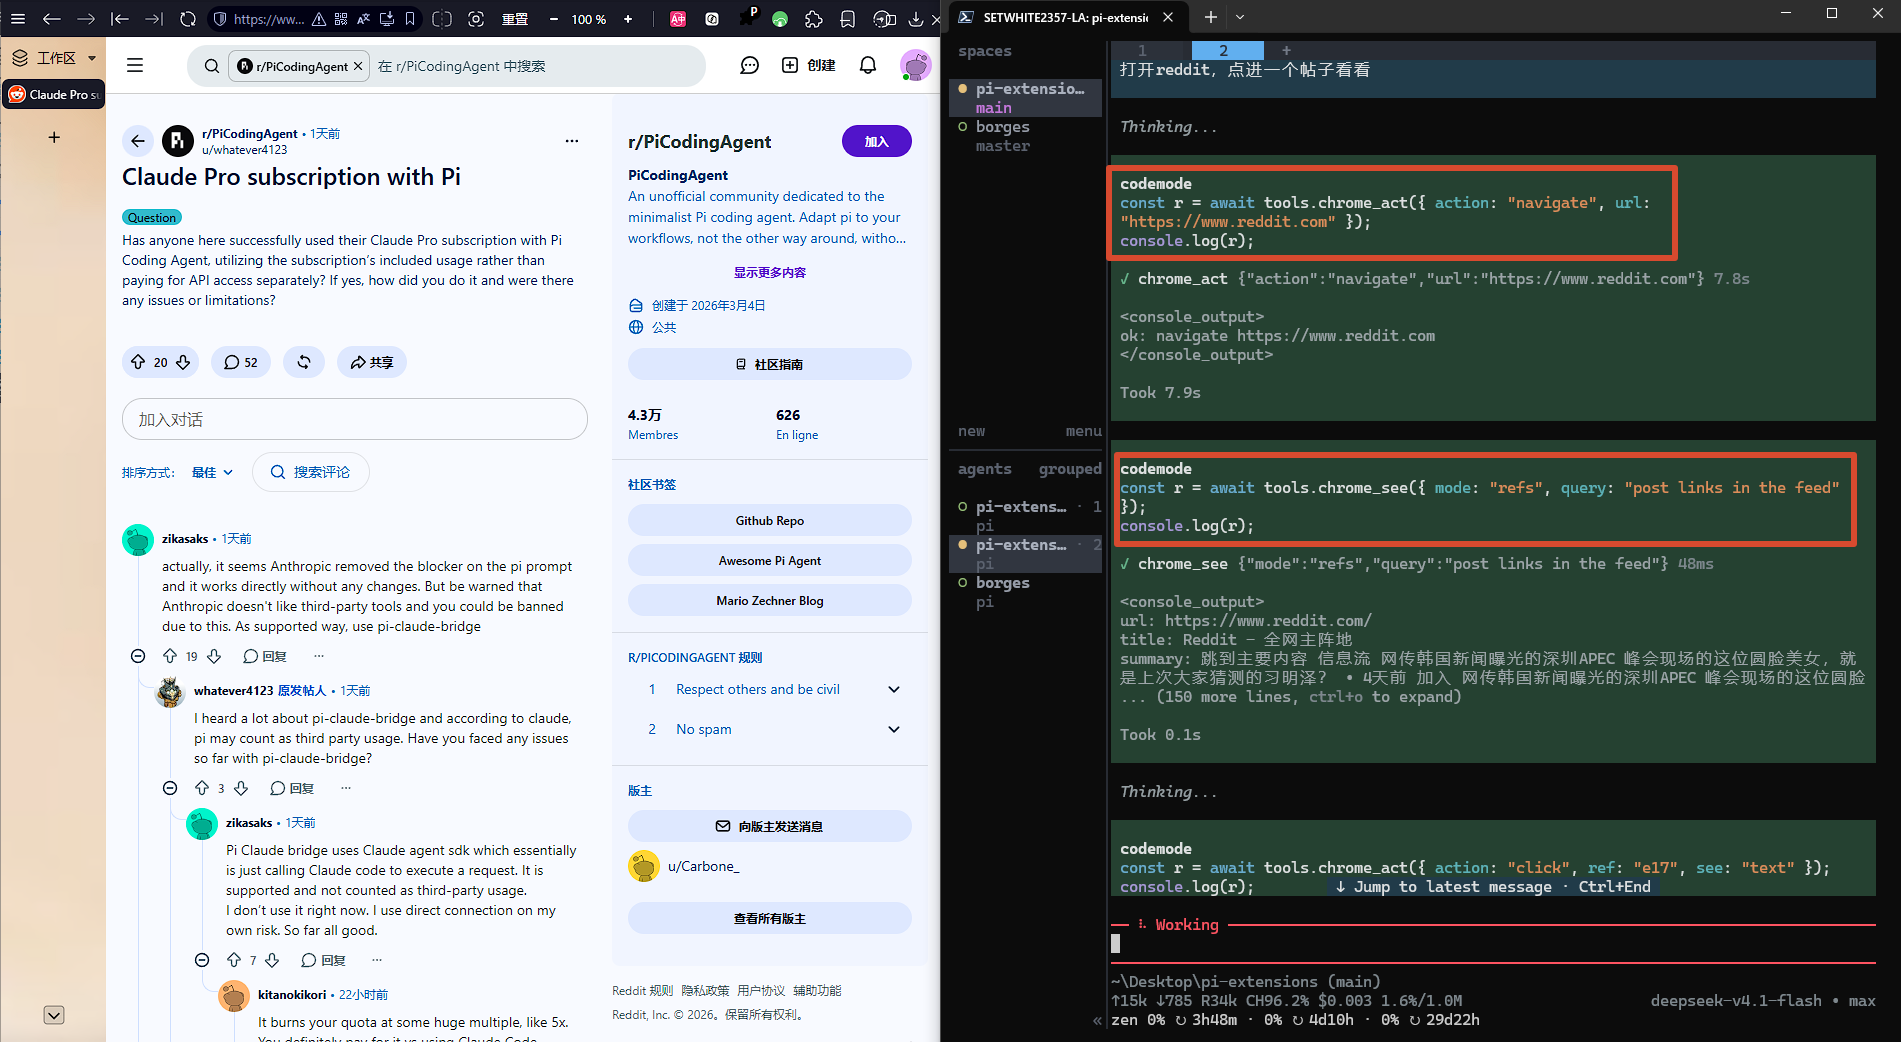 https://www...
重置
100 %
工作区
Claude Pro su
r/PiCodingAgent
在 r/PiCodingAgent 中搜索
创建
r/PiCodingAgent • 1天前
u/whatever4123
Claude Pro subscription with Pi
Question
Has anyone here successfully used their Claude Pro subscription with Pi
Coding Agent, utilizing the subscription's included usage rather than
paying for API access separately? If yes, how did you do it and were there
any issues or limitations?
20
52
共享
加入对话
排序方式:
最佳
搜索评论
zikasaks • 1天前
actually, it seems Anthropic removed the blocker on the pi prompt
and it works directly without any changes. But be warned that
Anthropic doesn't like third-party tools and you could be banned
due to this. As supported way, use pi-claude-bridge
19
回复
...
whatever4123 原发帖人 • 1天前
I heard a lot about pi-claude-bridge and according to claude,
pi may count as third party usage. Have you faced any issues
so far with pi-claude-bridge?
3
回复
...
zikasaks • 1天前
Pi Claude bridge uses Claude agent sdk which essentially
is just calling Claude code to execute a request. It is
supported and not counted as third-party usage.
I don't use it right now. I use direct connection on my
own risk. So far all good.
7
回复
...
kitanokikori • 22小时前
It burns your quota at some huge multiple, like 5x.
You definitely pay for it vs using Claude Code
r/PiCodingAgent
加入
PiCodingAgent
An unofficial community dedicated to the
minimalist Pi coding agent. Adapt pi to your
workflows, not the other way around, witho...
显示更多内容
创建于 2026年3月4日
公共
社区指南
4.3万
626
Membres
En ligne
社区书签
Github Repo
Awesome Pi Agent
Mario Zechner Blog
R/PICODINGAGENT 规则
1 Respect others and be civil
2 No spam
版主
向版主发送消息
u/Carbone_
查看所有版主
Reddit 规则 隐私政策 用户协议 辅助功能
Reddit, Inc. © 2026。保留所有权利。
SETWHITE2357-LA: pi-extensic
spaces
pi-extensio…
main
borges
master
new
menu
agents
grouped
pi-extens… · 1
pi
pi-extens… · 2
pi
borges
pi
«
1
2
+
打开reddit, 点进一个帖子看看
Thinking...
codemode
const r = await tools.chrome_act({ action: "navigate", url:
"https://www.reddit.com" });
console.log(r);
✓ chrome_act {"action":"navigate","url":"https://www.reddit.com"} 7.8s
<console_output>
ok: navigate https://www.reddit.com
</console_output>
Took 7.9s
codemode
const r = await tools.chrome_see({ mode: "refs", query: "post links in the feed"
});
console.log(r);
✓ chrome_see {"mode":"refs","query":"post links in the feed"} 48ms
<console_output>
url: https://www.reddit.com/
title: Reddit - 全网主阵地
summary: 跳到主要内容 信息流 网传韩国新闻曝光的深圳APEC 峰会现场的这位圆脸美女, 就
是上次大家猜测的习明泽? • 4天前 加入 网传韩国新闻曝光的深圳APEC 峰会现场的这位圆脸
... (150 more lines, ctrl+o to expand)
Took 0.1s
Thinking...
codemode
const r = await tools.chrome_act({ action: "click", ref: "e17", see: "text" });
console.log(r);
↓ Jump to latest message · Ctrl+End
Working
~\Desktop\pi-extensions (main)
↑15k ↓785 R34k CH96.2% $0.003 1.6%/1.0M
deepseek-v4.1-flash • max
zen 0% ↻ 3h48m · 0% ↻ 4d10h · 0% ↻ 29d22h